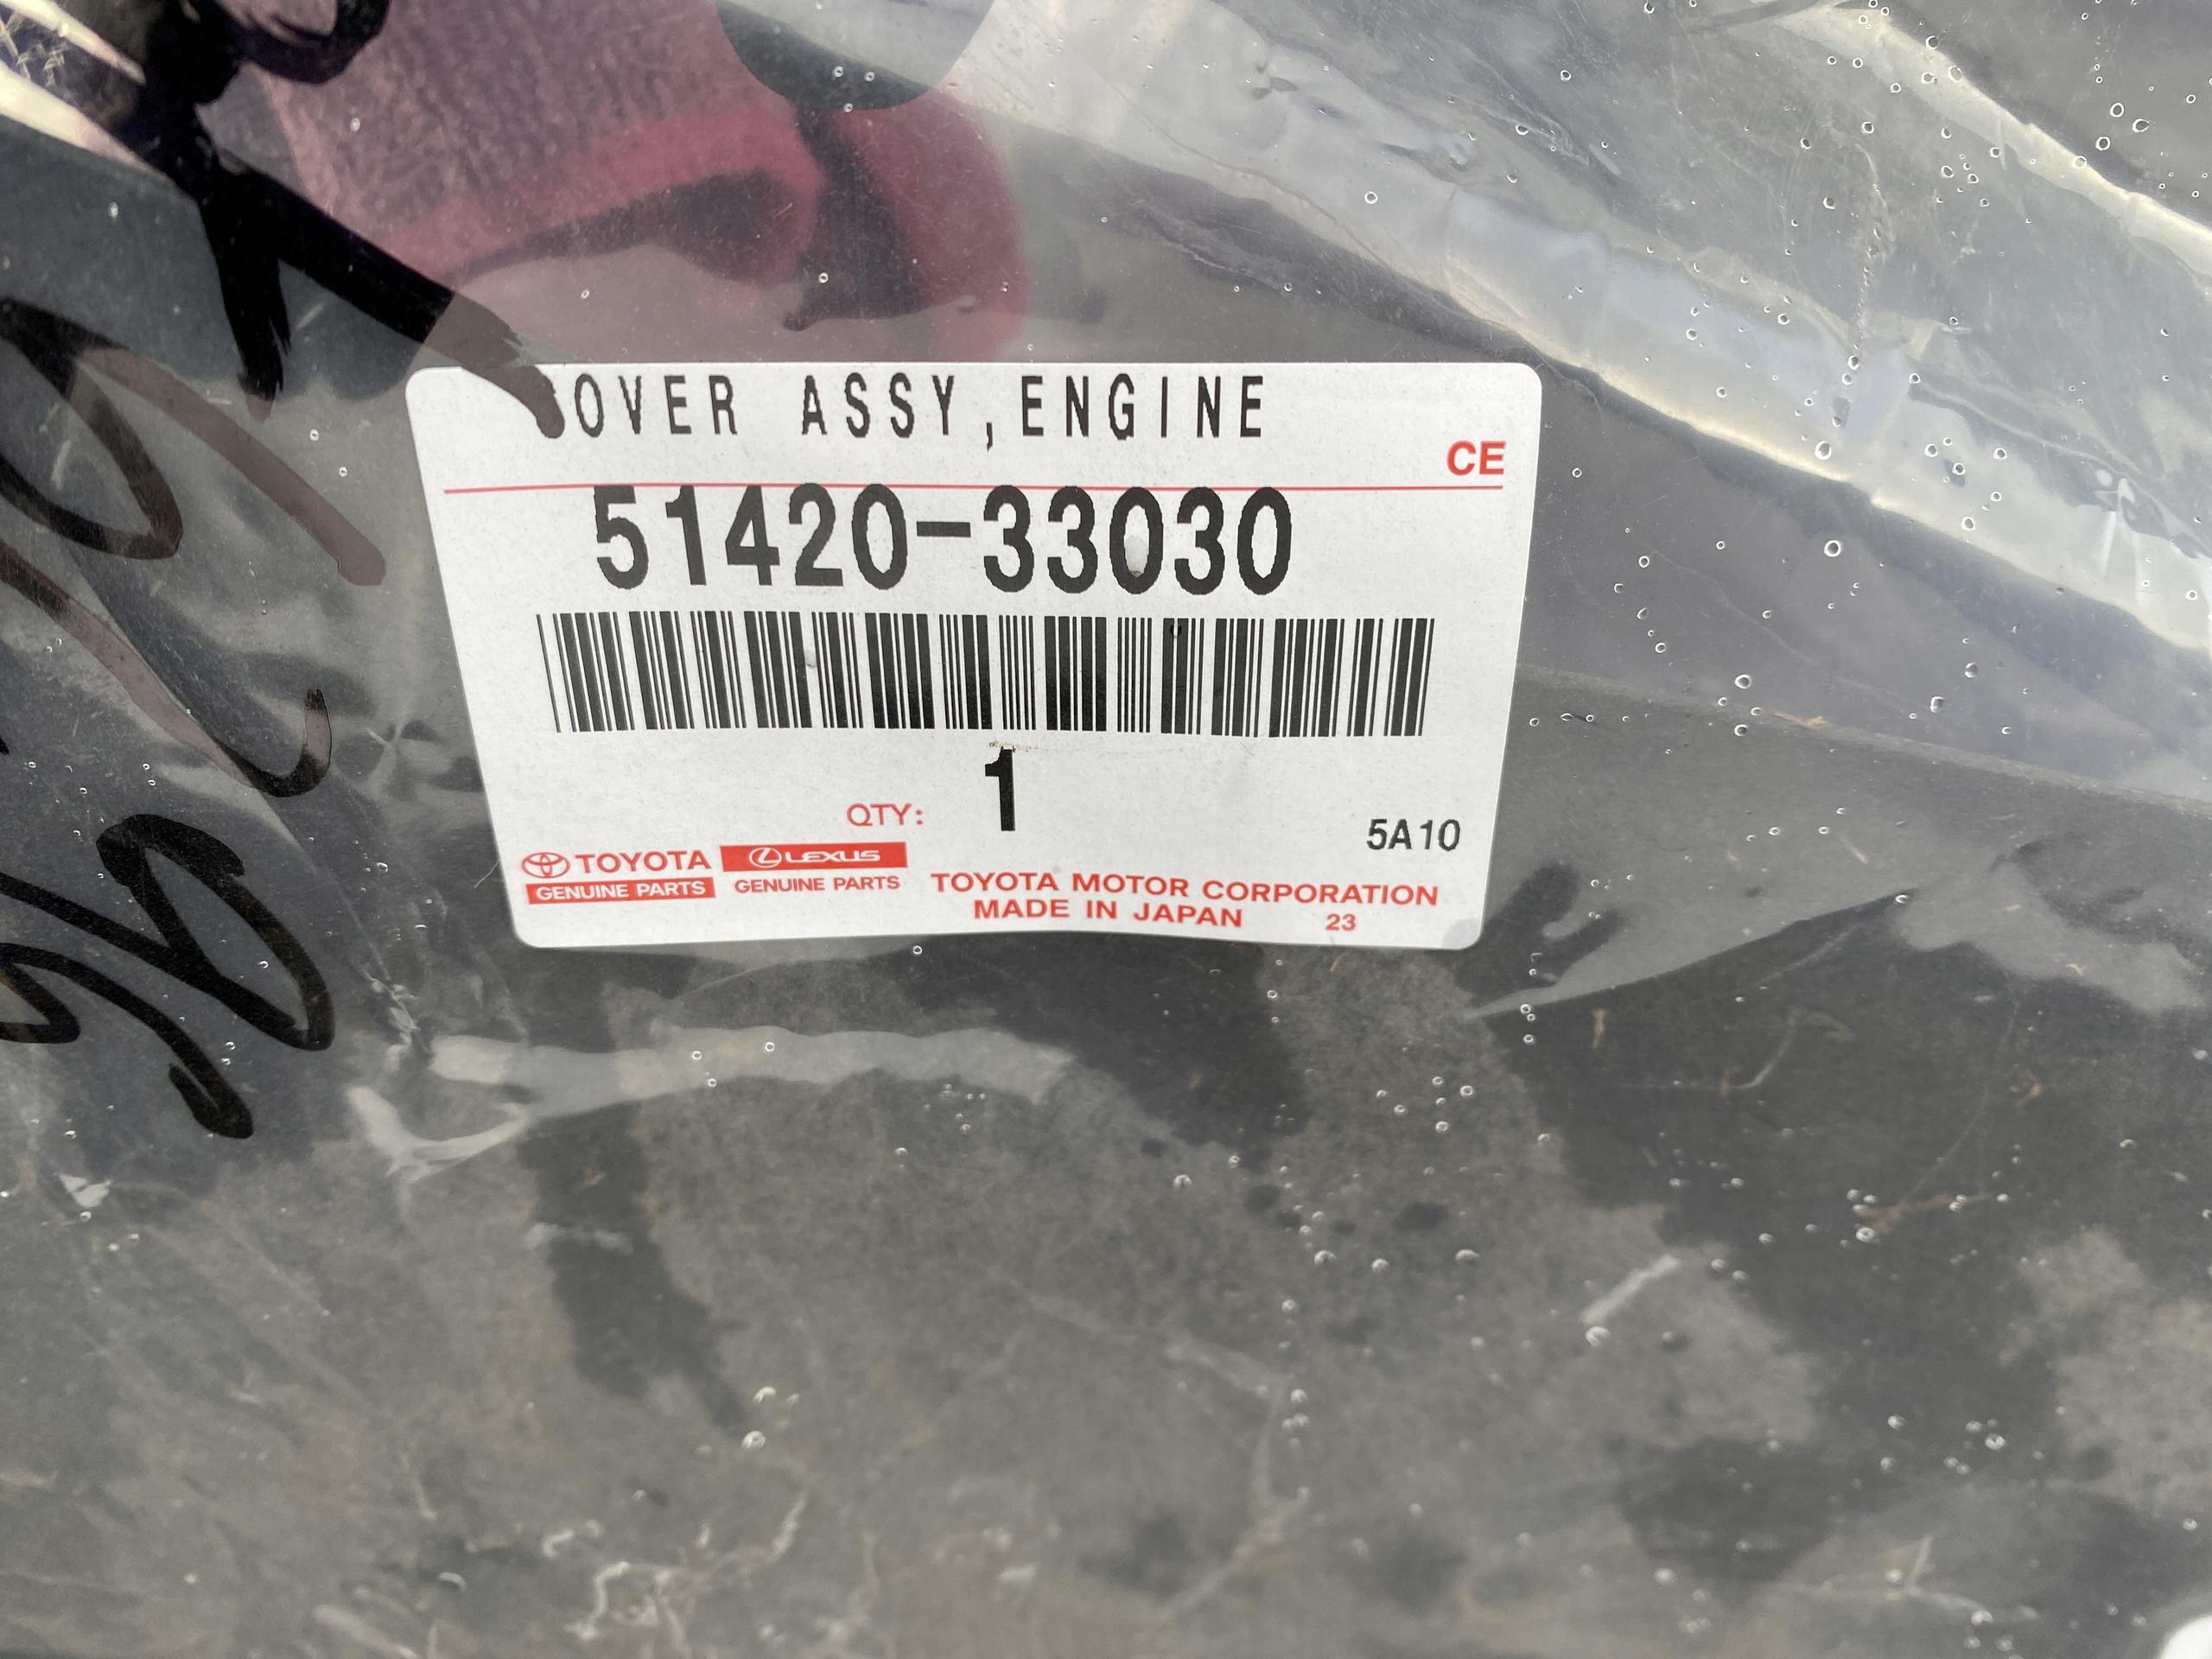 COVER ASSY,ENGINE
CE
51420-33030
QTY: 1
5A10
TOYOTA
GENUINE PARTS
LEXUS
GENUINE PARTS
TOYOTA MOTOR CORPORATION
MADE IN JAPAN 23